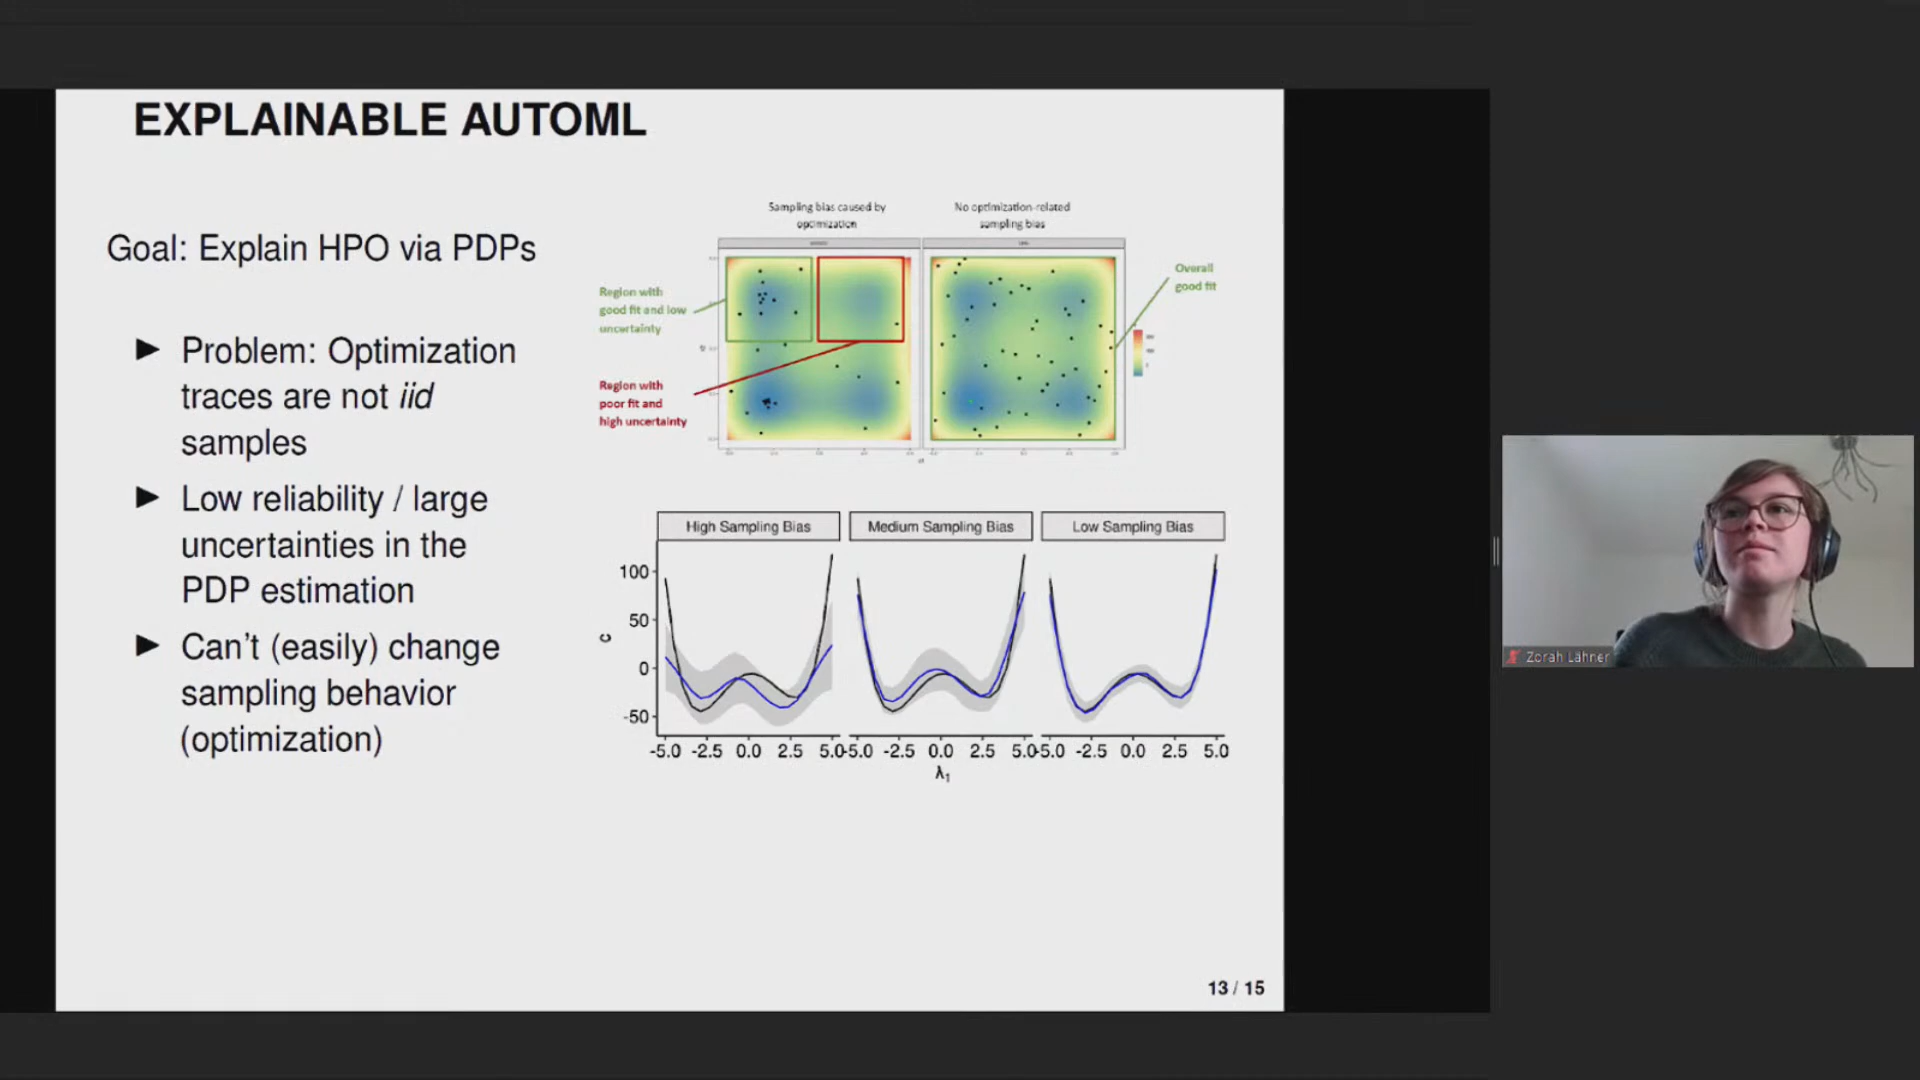 EXPLAINABLE AUTOML
Goal: Explain HPO via PDPs
► Problem: Optimization
traces are not iid
samples
► Low reliability / large
uncertainties in the
PDP estimation
► Can't (easily) change
sampling behavior
(optimization)
Sampling bias caused by
optimization
No optimization-related
sampling bias
Region with
good fit and low
uncertainty
Overall
good fit
Region with
poor fit and
high uncertainty
High Sampling Bias
Medium Sampling Bias
Low Sampling Bias
c
100
50
0
-50
-5.0 -2.5 0.0 2.5 5.0
-5.0 -2.5 0.0 2.5 5.0
-5.0 -2.5 0.0 2.5 5.0
λ1
13 / 15
Zorah Lähner